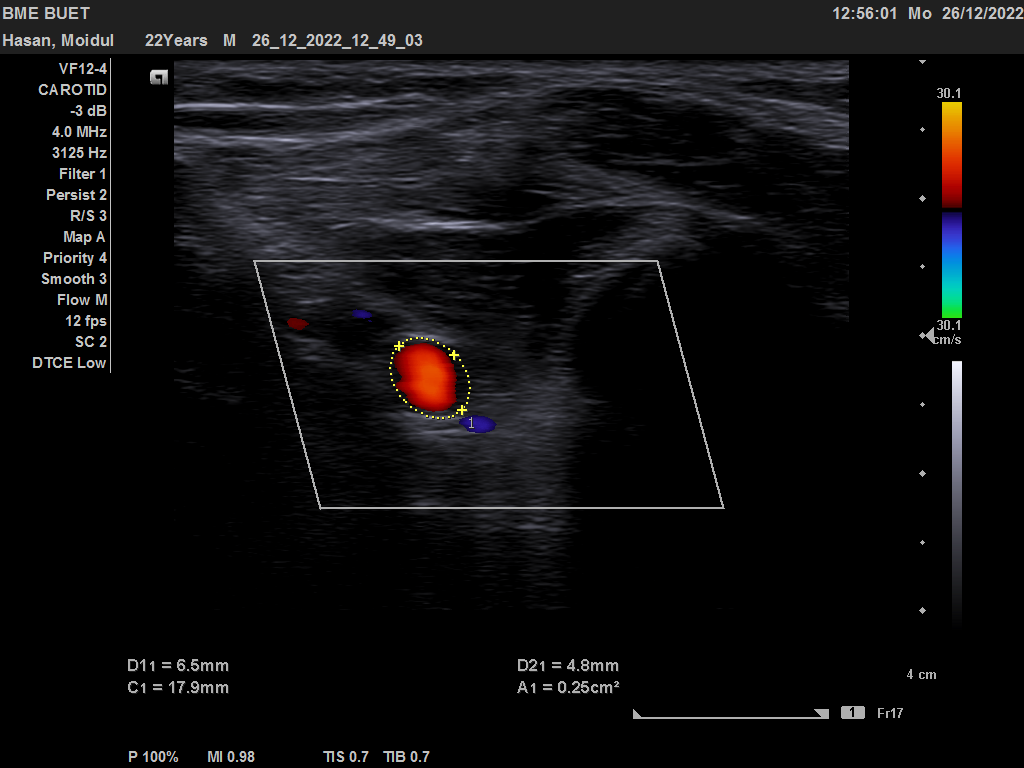 BME BUET 12:56:01 Mo 26/12/2022
Hasan, Moidul 22Years M 26_12_2022_12_49_03
VF12-4
CAROTID
-3 dB
4.0 MHz
3125 Hz
Filter 1
Persist 2
R/S 3
Map A
Priority 4
Smooth 3
Flow M
12 fps
SC 2
DTCE Low
30.1
30.1
cm/s
1
D11 = 6.5mm D21 = 4.8mm
C1 = 17.9mm A1 = 0.25cm²
4 cm
1 Fr17
P 100% MI 0.98 TIS 0.7 TIB 0.7